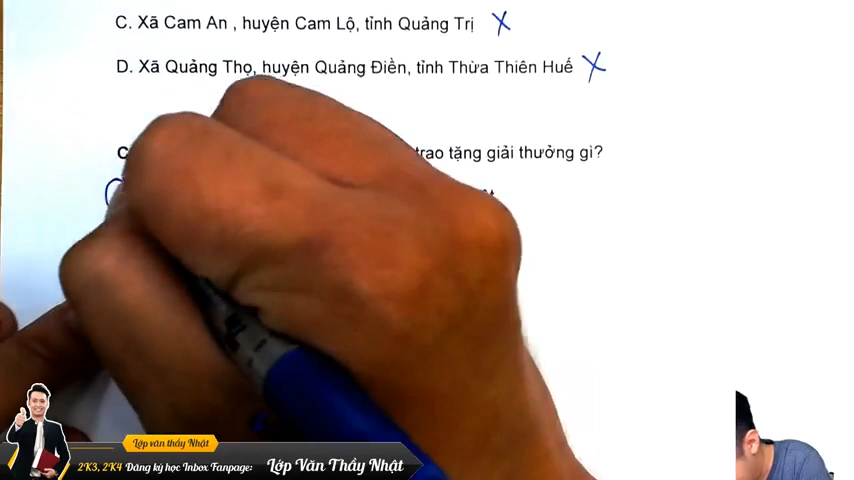 C. Xã Cam An , huyện Cam Lộ, tỉnh Quảng Trị
D. Xã Quảng Thọ, huyện Quảng Điền, tỉnh Thừa Thiên Huế
trao tặng giải thưởng gì?
Lớp văn thầy Nhật
2K3, 2K4 Đăng ký học Inbox Fanpage: Lớp Văn Thầy Nhật